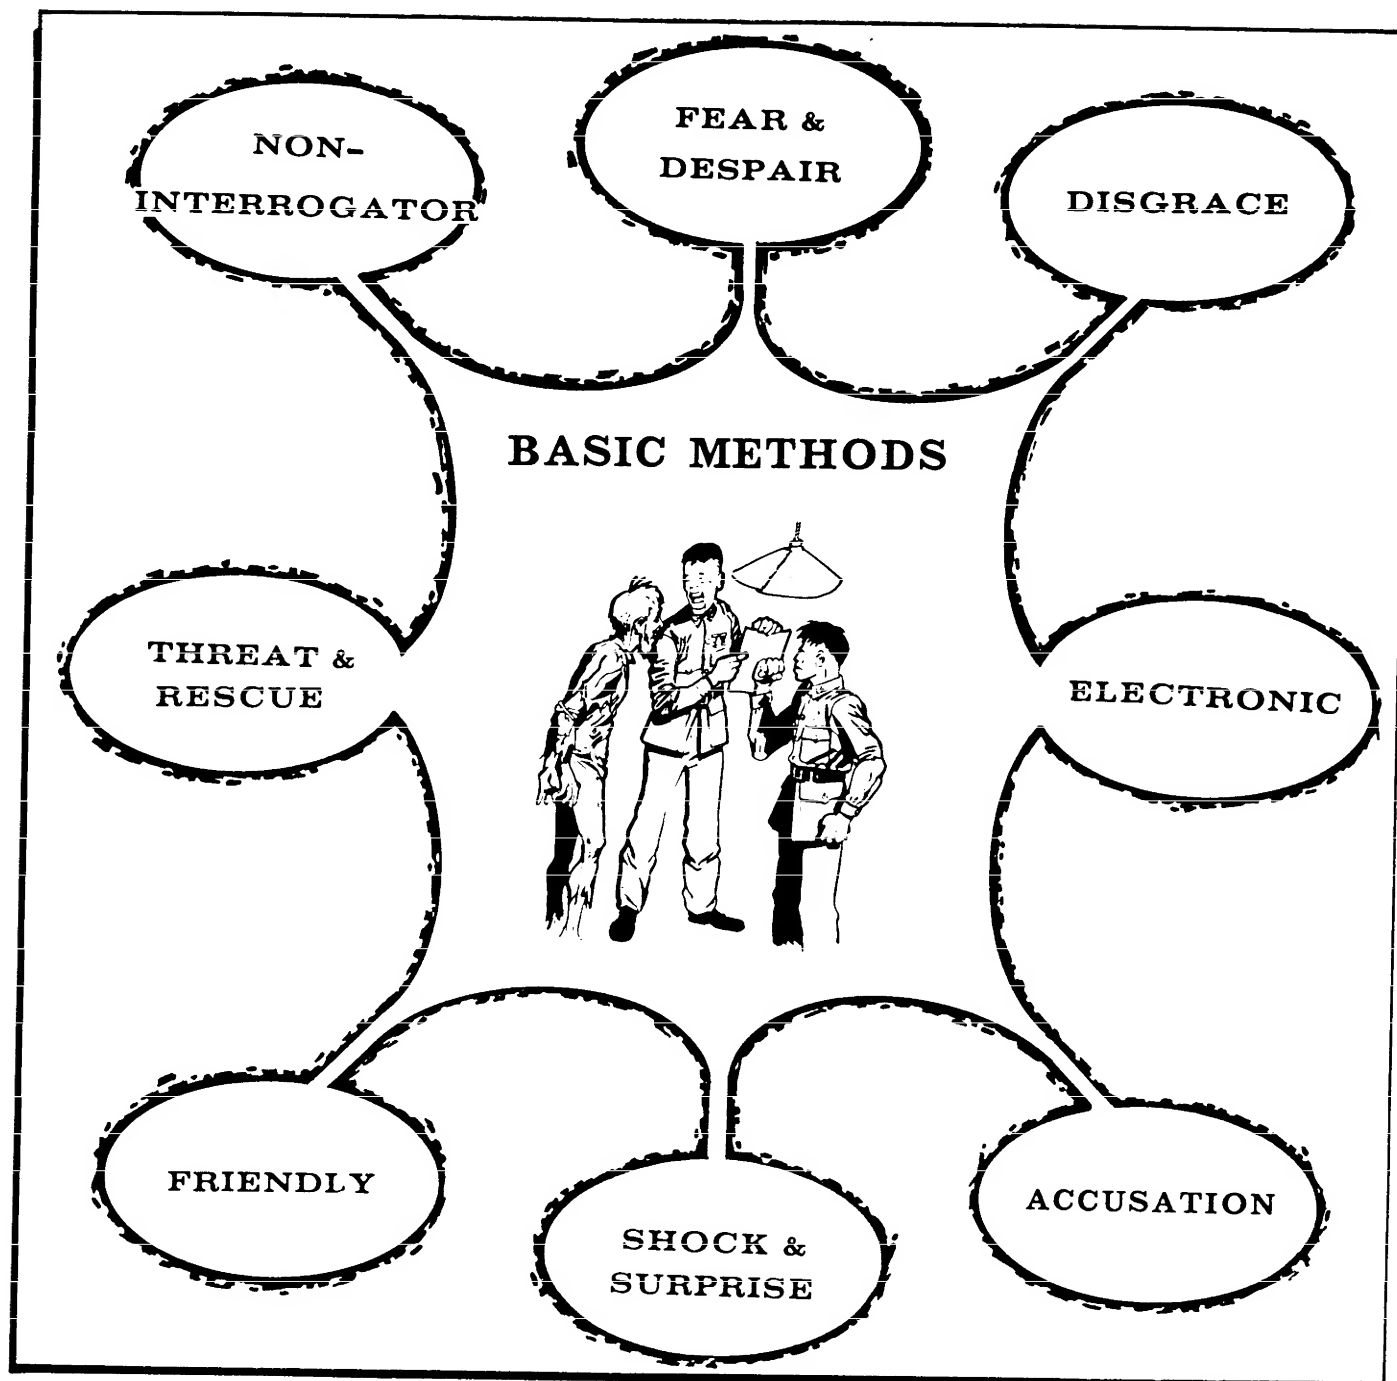 NON-
INTERROGATOR
FEAR &
DESPAIR
DISGRACE
BASIC METHODS
THREAT &
RESCUE
ELECTRONIC
FRIENDLY
SHOCK &
SURPRISE
ACCUSATION